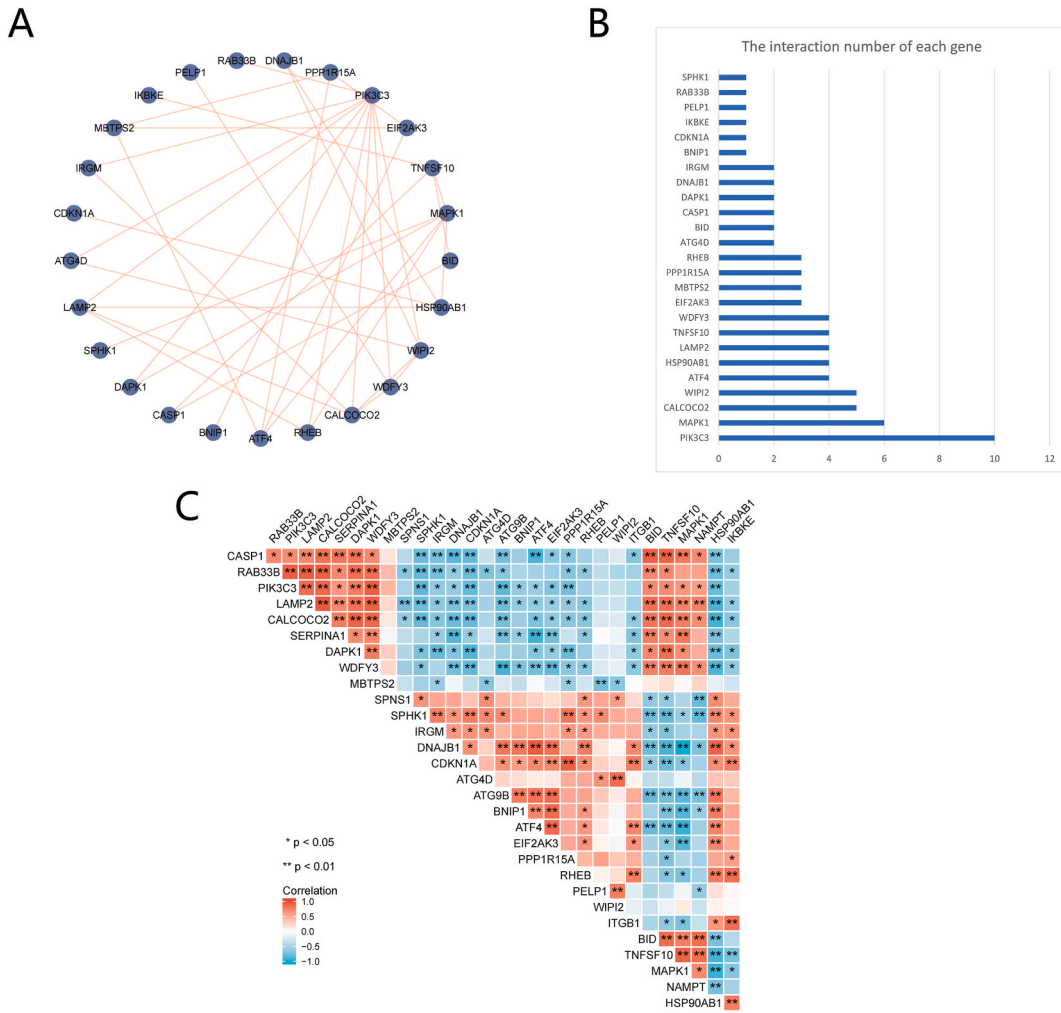 A
RAB33B
DNAJB1
PELP1
PPP1R15A
IKBKE
PIK3C3
MBTPS2
EIF2AK3
IRGM
TNFSF10
CDKN1A
MAPK1
ATG4D
BID
LAMP2
HSP90AB1
SPHK1
WIPI2
DAPK1
WDFY3
CASP1
CALCOCO2
BNIP1
ATF4
RHEB
B
The interaction number of each gene
SPHK1
RAB33B
PELP1
IKBKE
CDKN1A
BNIP1
IRGM
DNAJB1
DAPK1
CASP1
BID
ATG4D
RHEB
PPP1R15A
MBTPS2
EIF2AK3
WDFY3
TNFSF10
LAMP2
HSP90AB1
ATF4
WIPI2
CALCOCO2
MAPK1
PIK3C3
0 2 4 6 8 10 12
C
RAB33B
PIK3C3
LAMP2
CALCOCO2
SERPINA1
DAPK1
WDFY3
MBTPS2
SPNS1
SPHK1
IRGM
DNAJB1
CDKN1A
ATG4D
ATG9B
BNIP1
ATF4
EIF2AK3
PPP1R15A
RHEB
PELP1
WIPI2
ITGB1
BID
TNFSF10
MAPK1
NAMPT
HSP90AB1
IKBKE
CASP1
RAB33B
PIK3C3
LAMP2
CALCOCO2
SERPINA1
DAPK1
WDFY3
MBTPS2
SPNS1
SPHK1
IRGM
DNAJB1
CDKN1A
ATG4D
ATG9B
BNIP1
ATF4
EIF2AK3
PPP1R15A
RHEB
PELP1
WIPI2
ITGB1
BID
TNFSF10
MAPK1
NAMPT
HSP90AB1
* p < 0.05
** p < 0.01
Correlation
1.0
0.5
0.0
−0.5
−1.0